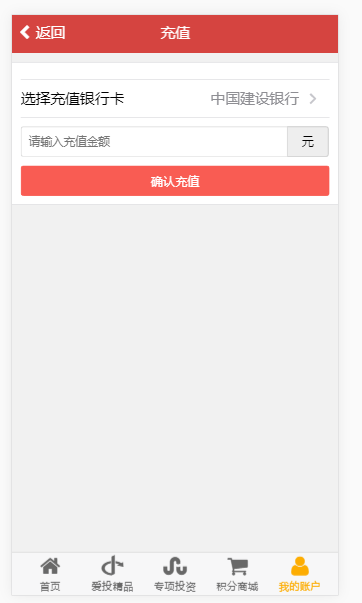 返回
充值
选择充值银行卡
中国建设银行
请输入充值金额
元
确认充值
首页
爱投精品
专项投资
积分商城
我的账户